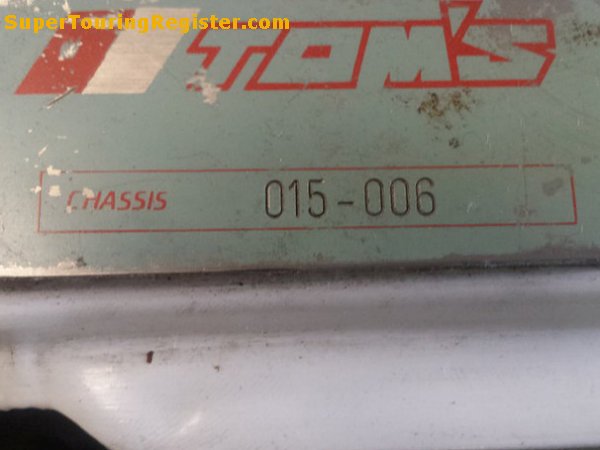 SuperTouringRegister.com
TOM'S
CHASSIS 015-006